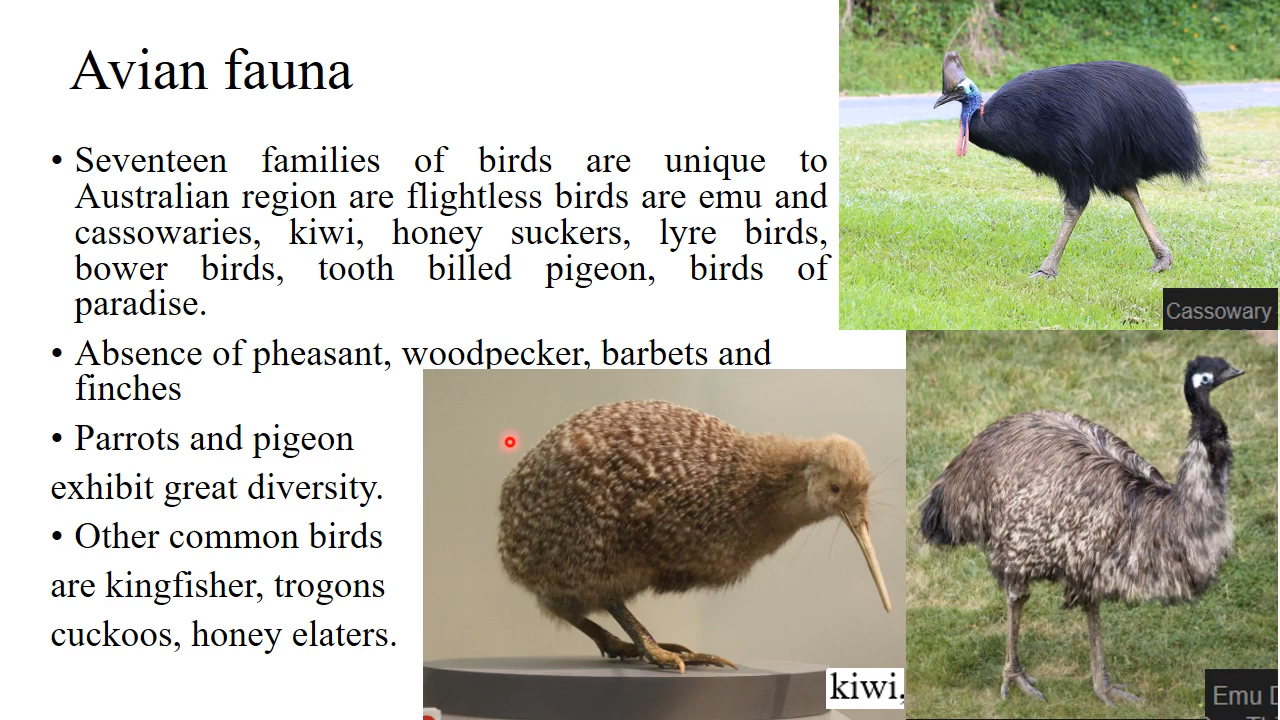 Avian fauna
• Seventeen families of birds are unique to
Australian region are flightless birds are emu and
cassowaries, kiwi, honey suckers, lyre birds,
bower birds, tooth billed pigeon, birds of
paradise.
• Absence of pheasant, woodpecker, barbets and
finches
• Parrots and pigeon
exhibit great diversity.
• Other common birds
are kingfisher, trogons
cuckoos, honey elaters.
Cassowary
kiwi,
Emu D